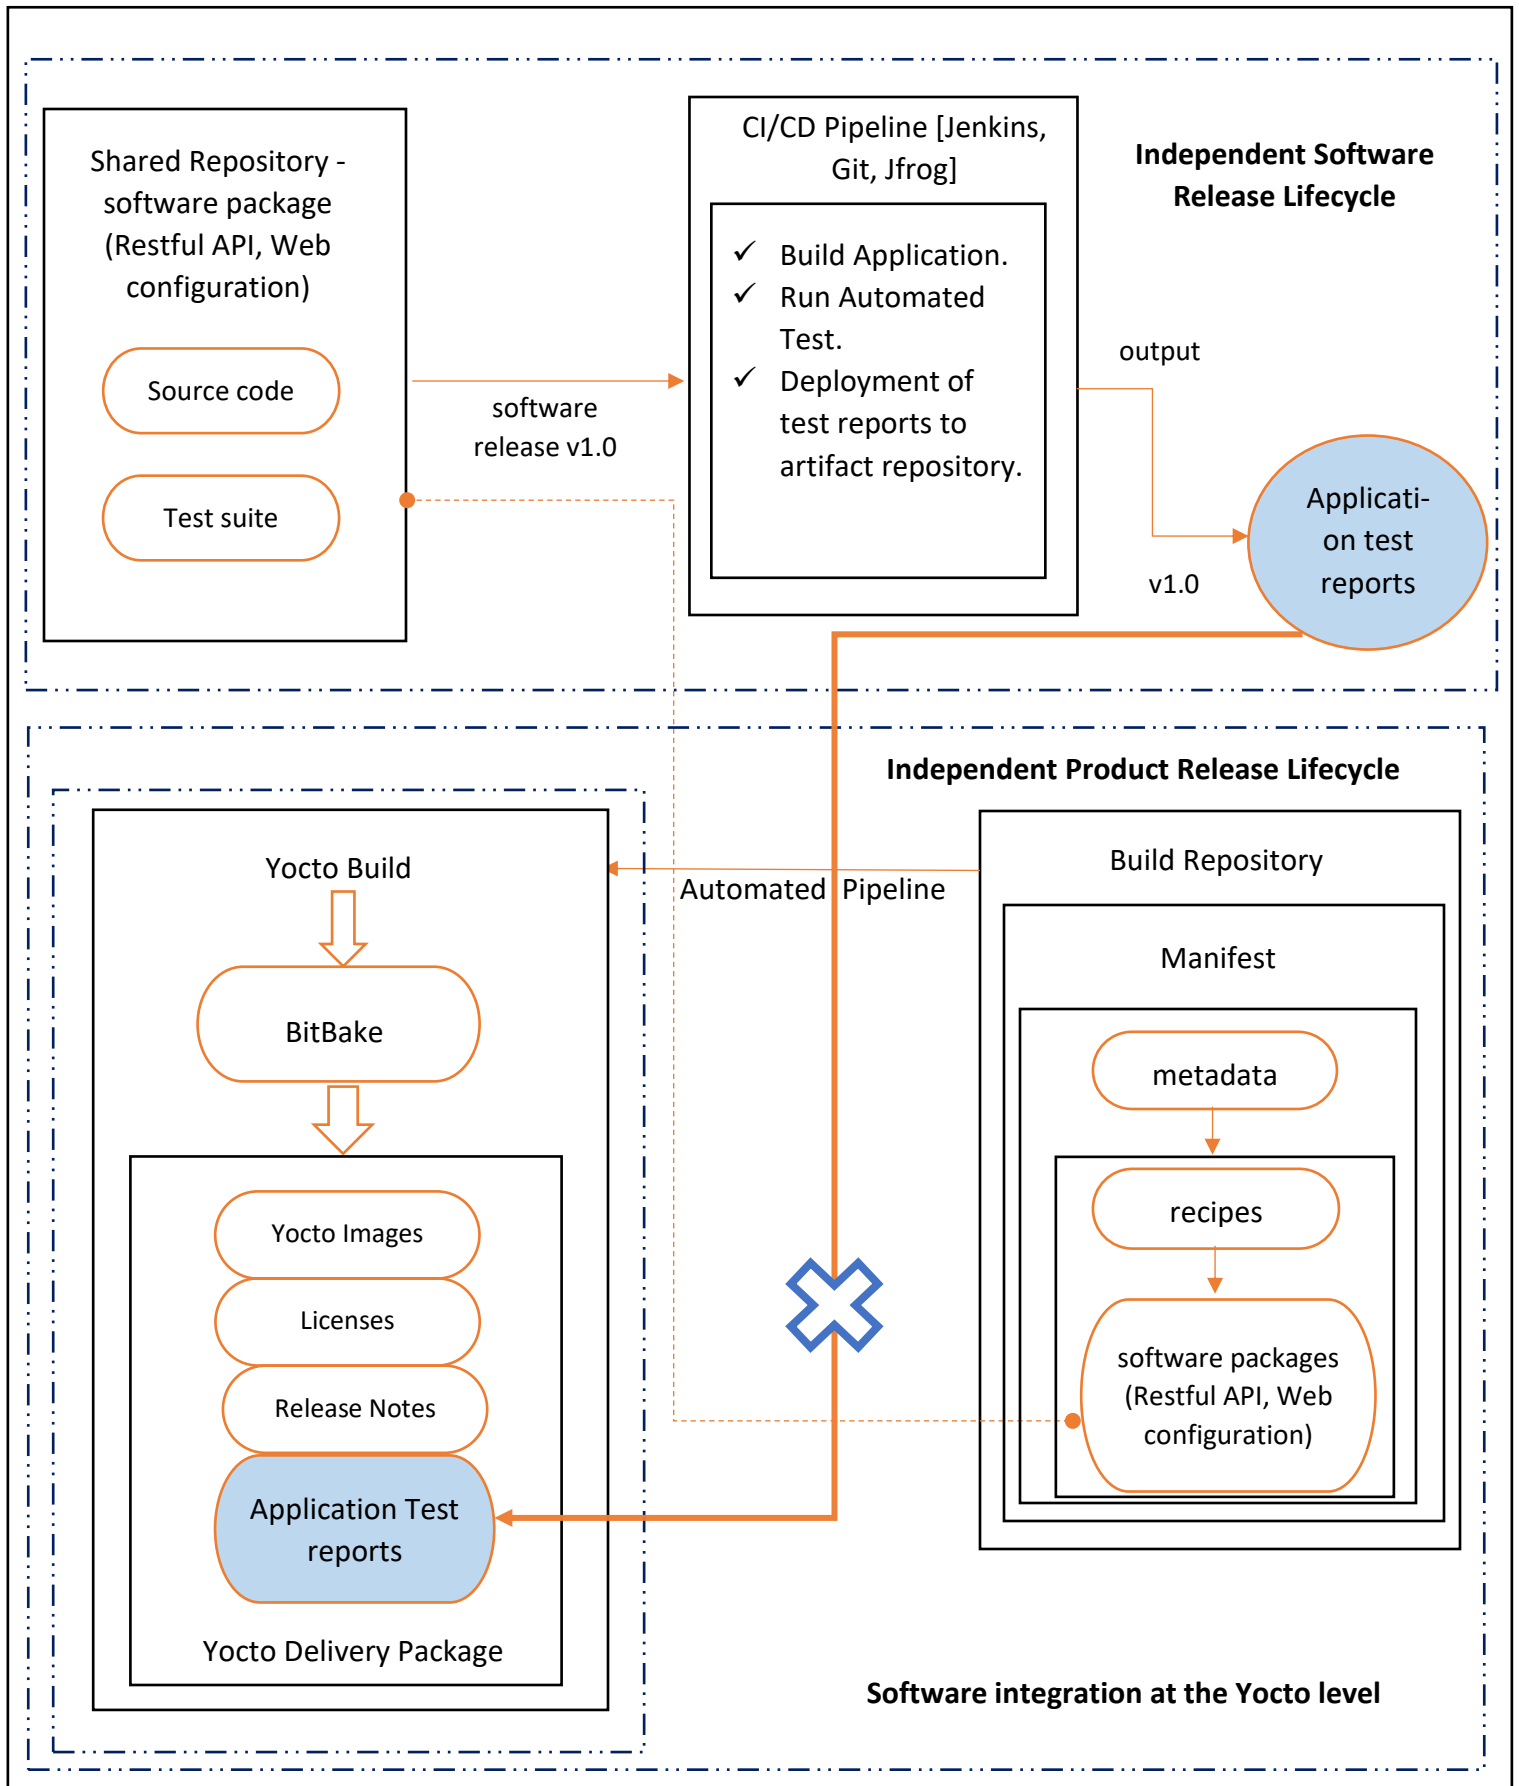 Shared Repository -
software package
(Restful API, Web
configuration)
Source code
Test suite
software
release v1.0
CI/CD Pipeline [Jenkins,
Git, Jfrog]
✓ Build Application.
✓ Run Automated
Test.
✓ Deployment of
test reports to
artifact repository.
Independent Software
Release Lifecycle
output
v1.0
Applicati-
on test
reports
Independent Product Release Lifecycle
Yocto Build
BitBake
Yocto Images
Licenses
Release Notes
Application Test
reports
Yocto Delivery Package
Automated Pipeline
Build Repository
Manifest
metadata
recipes
software packages
(Restful API, Web
configuration)
Software integration at the Yocto level